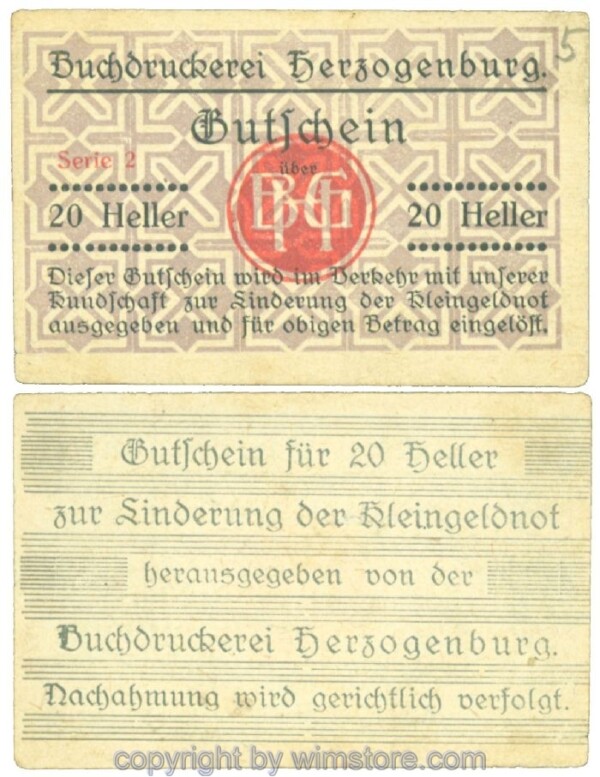 5
Buchdruckerei Herzogenburg.
Gutschein
Serie 2
über
BHG
20 Heller
20 Heller
Dieser Gutschein wird im Verkehr mit unserer
Kundschaft zur Linderung der Kleingeldnot
ausgegeben und für obigen Betrag eingelöst.
Gutschein für 20 Heller
zur Linderung der Kleingeldnot
herausgegeben von der
Buchdruckerei Herzogenburg.
Nachahmung wird gerichtlich verfolgt.
copyright by wimstore.com